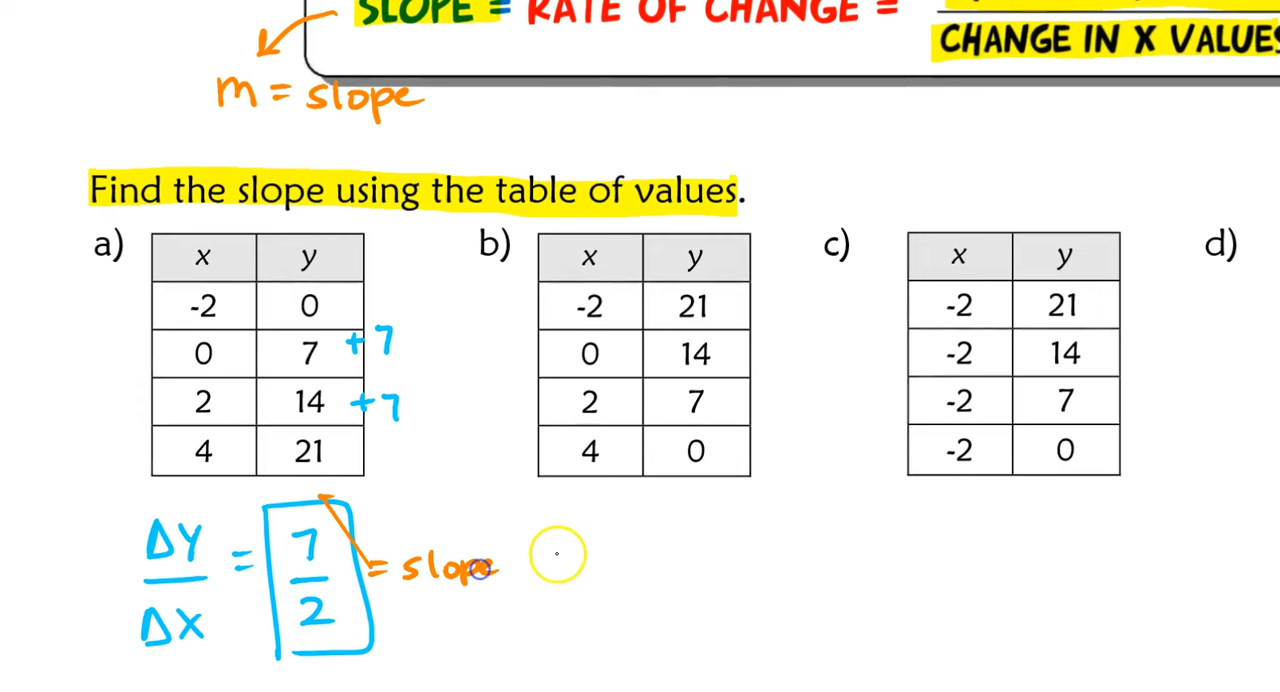 SLOPE = RATE OF CHANGE =
CHANGE IN X VALUES
m = slope
Find the slope using the table of values.
a)
x y
-2 0
0 7
2 14
4 21
+7
+7
ΔY
ΔX
=
7
2
= slope
b)
x y
-2 21
0 14
2 7
4 0
c)
x y
-2 21
-2 14
-2 7
-2 0
d)